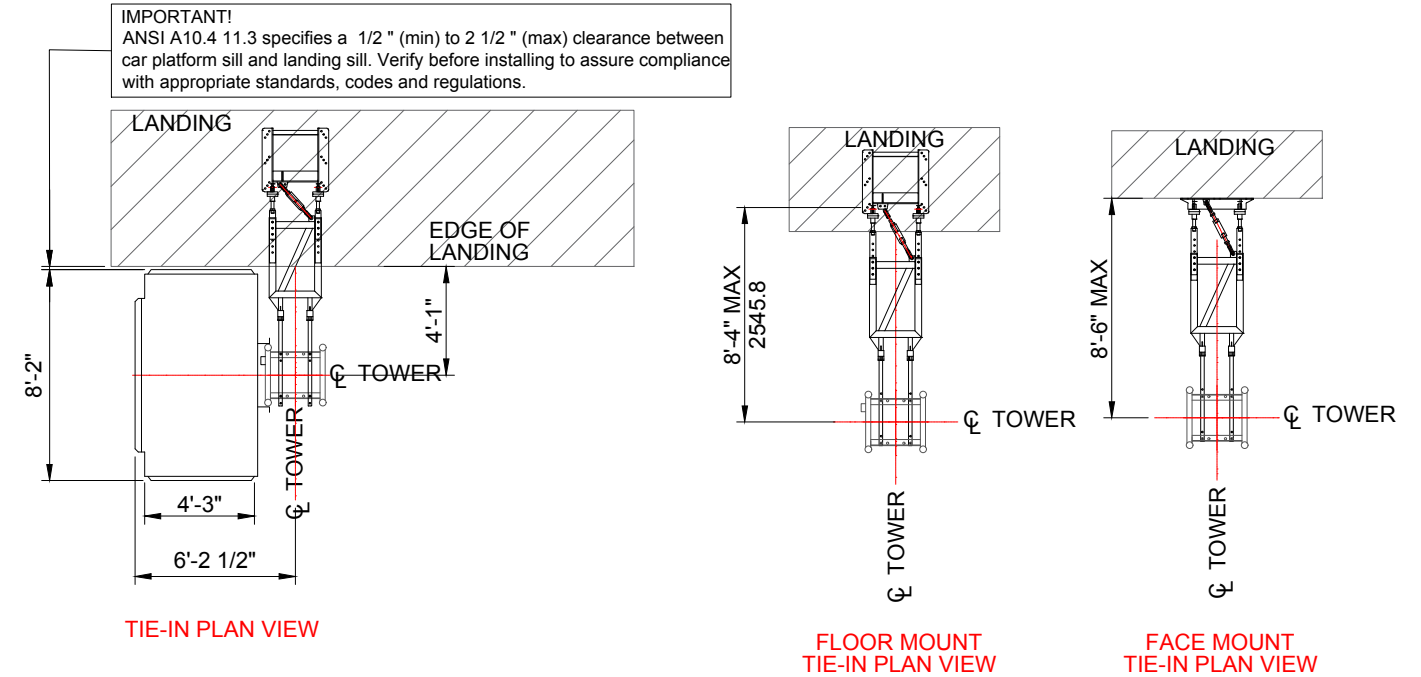 IMPORTANT!
ANSI A10.4 11.3 specifies a 1/2 " (min) to 2 1/2 " (max) clearance between
car platform sill and landing sill. Verify before installing to assure compliance
with appropriate standards, codes and regulations.
LANDING
EDGE OF
LANDING
4'-1"
8'-2"
℄ TOWER
℄ TOWER
4'-3"
6'-2 1/2"
TIE-IN PLAN VIEW
LANDING
8'-4" MAX
2545.8
℄ TOWER
℄ TOWER
FLOOR MOUNT
TIE-IN PLAN VIEW
LANDING
8'-6" MAX
℄ TOWER
℄ TOWER
FACE MOUNT
TIE-IN PLAN VIEW